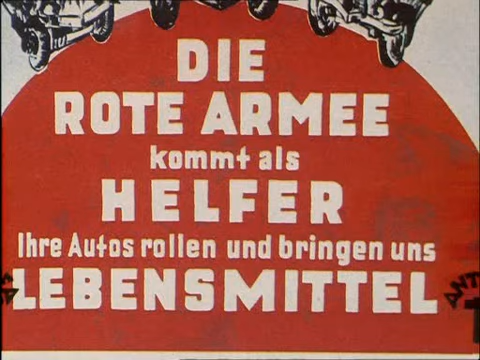 DIE
ROTE ARMEE
kommt als
HELFER
Ihre Autos rollen und bringen uns
LEBENSMITTEL